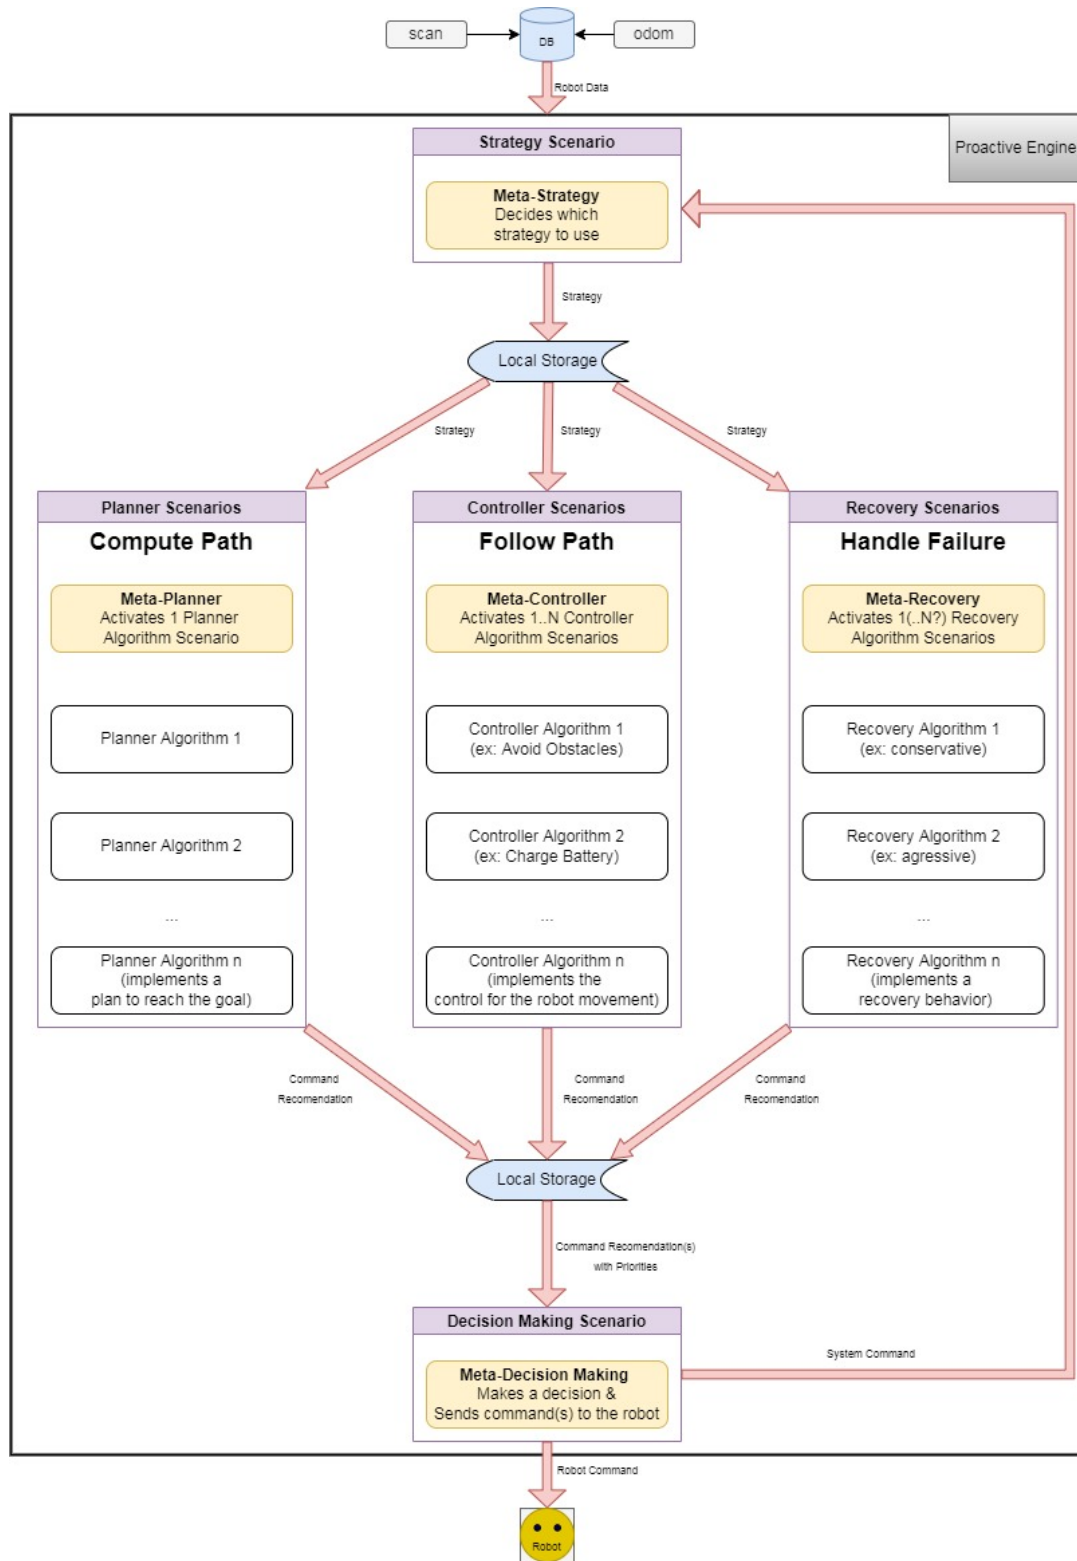 scan
DB
odom
Robot Data
Proactive Engine
Strategy Scenario
Meta-Strategy
Decides which
strategy to use
Strategy
Local Storage
Strategy
Strategy
Strategy
Planner Scenarios
Compute Path
Meta-Planner
Activates 1 Planner
Algorithm Scenario
Planner Algorithm 1
Planner Algorithm 2
...
Planner Algorithm n
(implements a
plan to reach the goal)
Controller Scenarios
Follow Path
Meta-Controller
Activates 1..N Controller
Algorithm Scenarios
Controller Algorithm 1
(ex: Avoid Obstacles)
Controller Algorithm 2
(ex: Charge Battery)
...
Controller Algorithm n
(implements the
control for the robot movement)
Recovery Scenarios
Handle Failure
Meta-Recovery
Activates 1(..N?) Recovery
Algorithm Scenarios
Recovery Algorithm 1
(ex: conservative)
Recovery Algorithm 2
(ex: agressive)
...
Recovery Algorithm n
(implements a
recovery behavior)
Command
Recomendation
Command
Recomendation
Command
Recomendation
Local Storage
Command Recomendation(s)
with Priorities
Decision Making Scenario
Meta-Decision Making
Makes a decision &
Sends command(s) to the robot
System Command
Robot Command
Robot